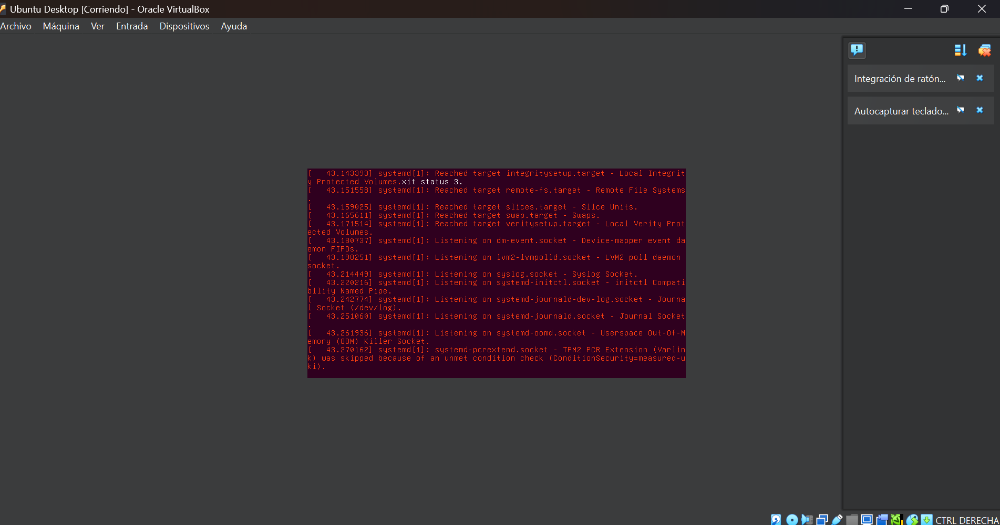 Ubuntu Desktop [Corriendo] - Oracle VirtualBox
Archivo Máquina Ver Entrada Dispositivos Ayuda
Integración de ratón...
Autocapturar teclado...
[   43.143393] systemd[1]: Reached target integritysetup.target - Local Integrit
y Protected Volumes.xit status 3.
[   43.151558] systemd[1]: Reached target remote-fs.target - Remote File Systems
.
[   43.159025] systemd[1]: Reached target slices.target - Slice Units.
[   43.165611] systemd[1]: Reached target swap.target - Swaps.
[   43.171514] systemd[1]: Reached target veritysetup.target - Local Verity Prot
ected Volumes.
[   43.180737] systemd[1]: Listening on dm-event.socket - Device-mapper event da
emon FIFOs.
[   43.198251] systemd[1]: Listening on lvm2-lvmpolld.socket - LVM2 poll daemon
socket.
[   43.214449] systemd[1]: Listening on syslog.socket - Syslog Socket.
[   43.220216] systemd[1]: Listening on systemd-initctl.socket - initctl Compati
bility Named Pipe.
[   43.242774] systemd[1]: Listening on systemd-journald-dev-log.socket - Journa
l Socket (/dev/log).
[   43.251060] systemd[1]: Listening on systemd-journald.socket - Journal Socket
.
[   43.261936] systemd[1]: Listening on systemd-oomd.socket - Userspace Out-Of-M
emory (OOM) Killer Socket.
[   43.270162] systemd[1]: systemd-pcrextend.socket - TPM2 PCR Extension (Varlin
k) was skipped because of an unmet condition check (ConditionSecurity=measured-u
ki).
CTRL DERECHA